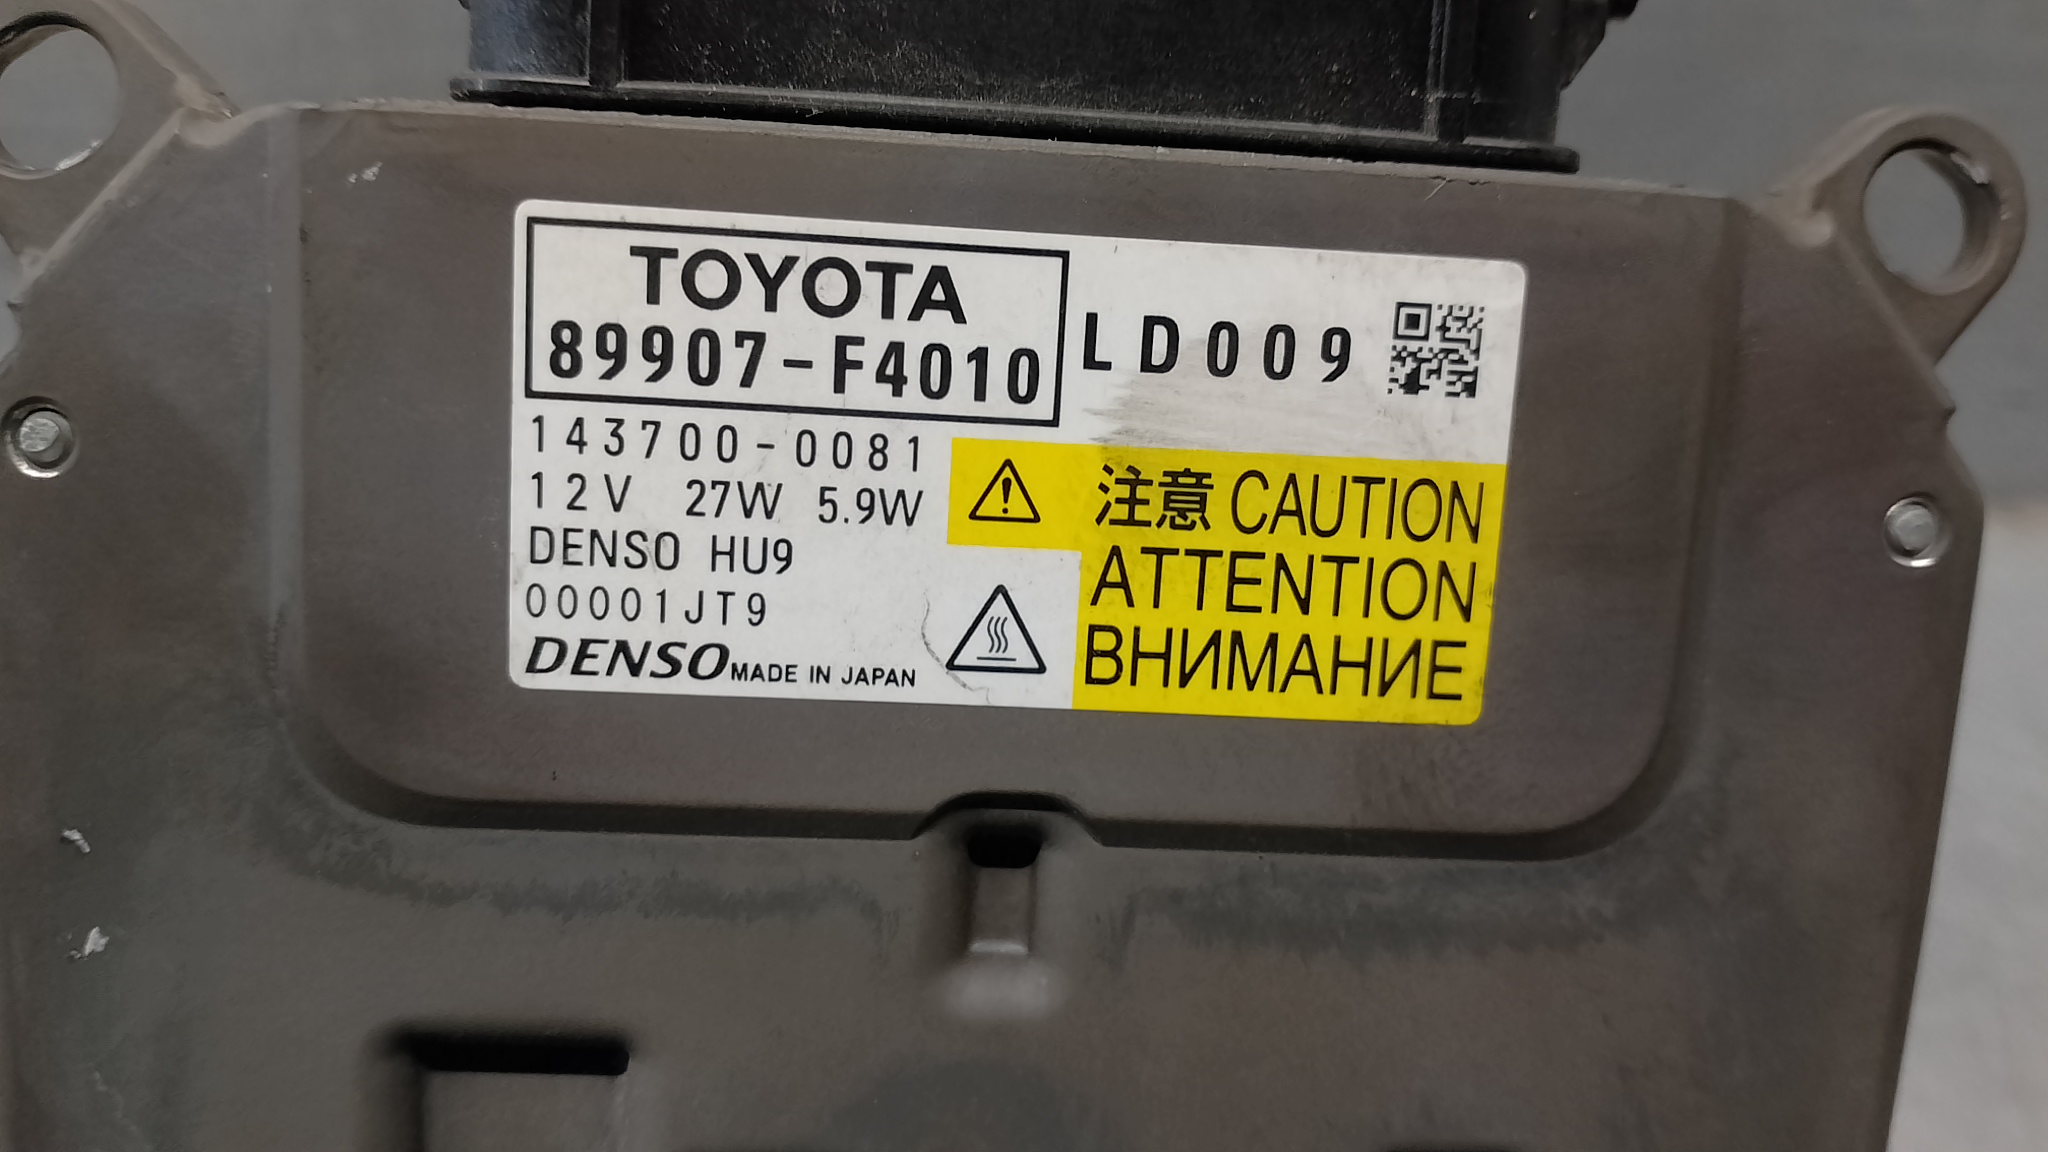 TOYOTA
89907-F4010
LD009
143700-0081
12V 27W 5.9W
DENSO HU9
00001JT9
DENSO MADE IN JAPAN
注意 CAUTION
ATTENTION
ВНИМАНИЕ